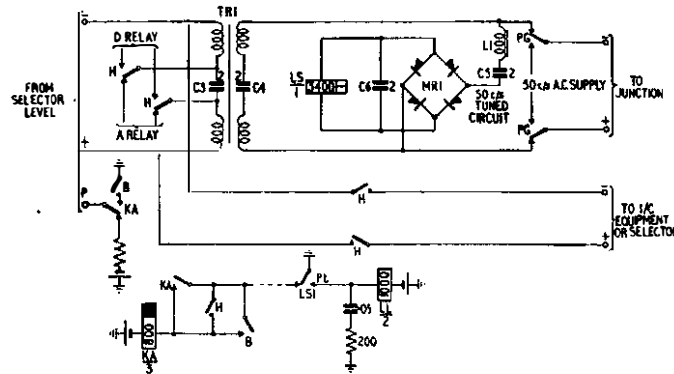 TR1
D RELAY
H
H
A RELAY
FROM
SELECTOR
LEVEL
−
+
2
C3
2
C4
LS
1
3400
C6
2
MR1
L1
C5
2
50 c/s
TUNED
CIRCUIT
PG
PG
50 c/s A.C. SUPPLY
−
+
TO
JUNCTION
P
B
KA
H
H
−
+
TO I/C
EQUIPMENT
OR SELECTOR
KA
H
B
LS1
Pt
1000
2
200
800
KA
3